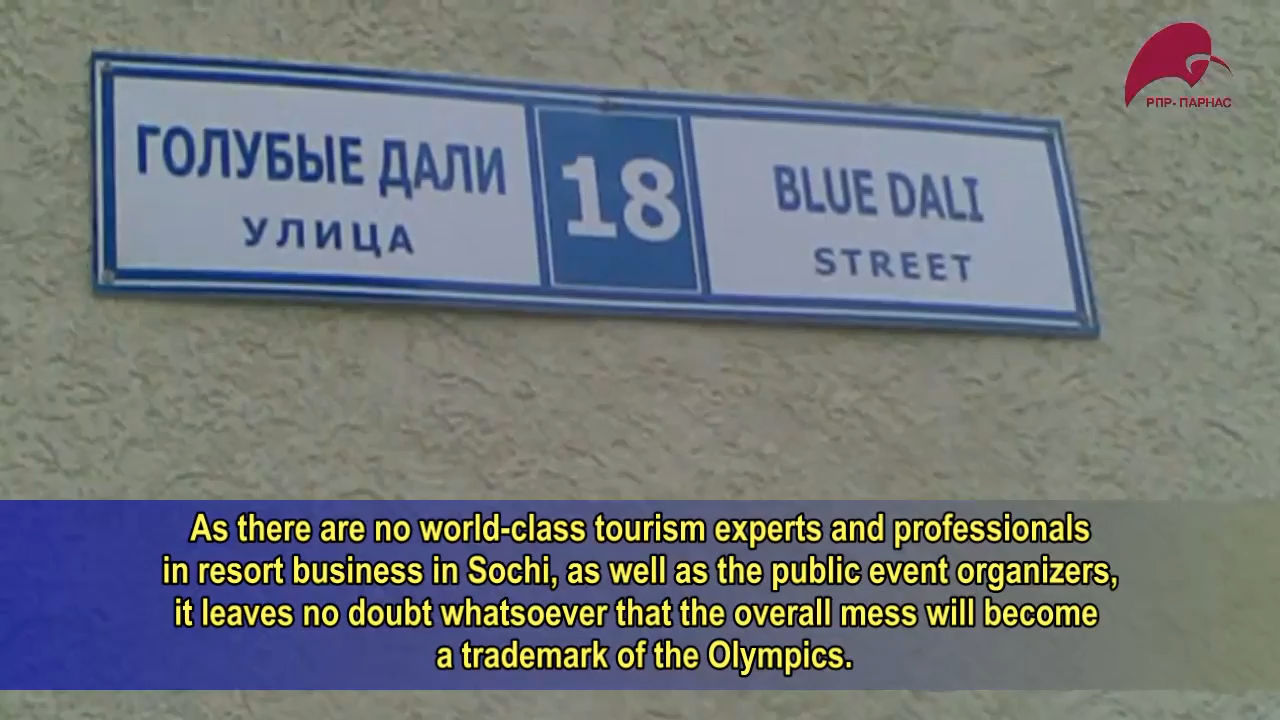 РПР-ПАРНАС
ГОЛУБЫЕ ДАЛИ
УЛИЦА
18
BLUE DALI
STREET
As there are no world-class tourism experts and professionals
in resort business in Sochi, as well as the public event organizers,
it leaves no doubt whatsoever that the overall mess will become
a trademark of the Olympics.